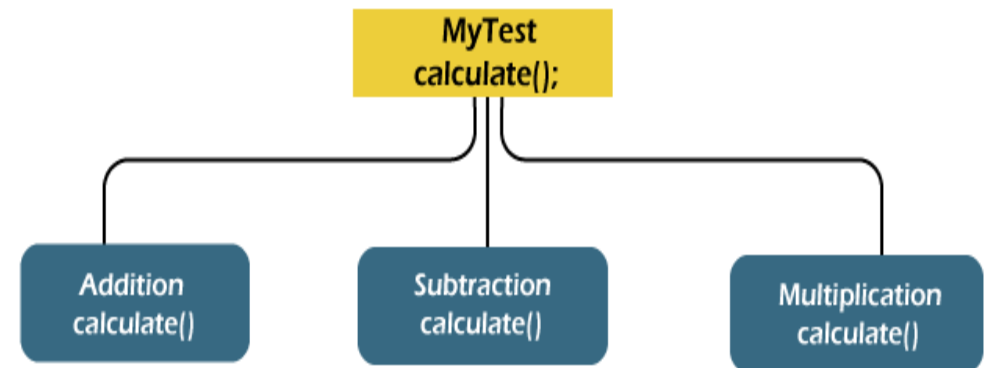 MyTest
calculate();
Addition
calculate()
Subtraction
calculate()
Multiplication
calculate()